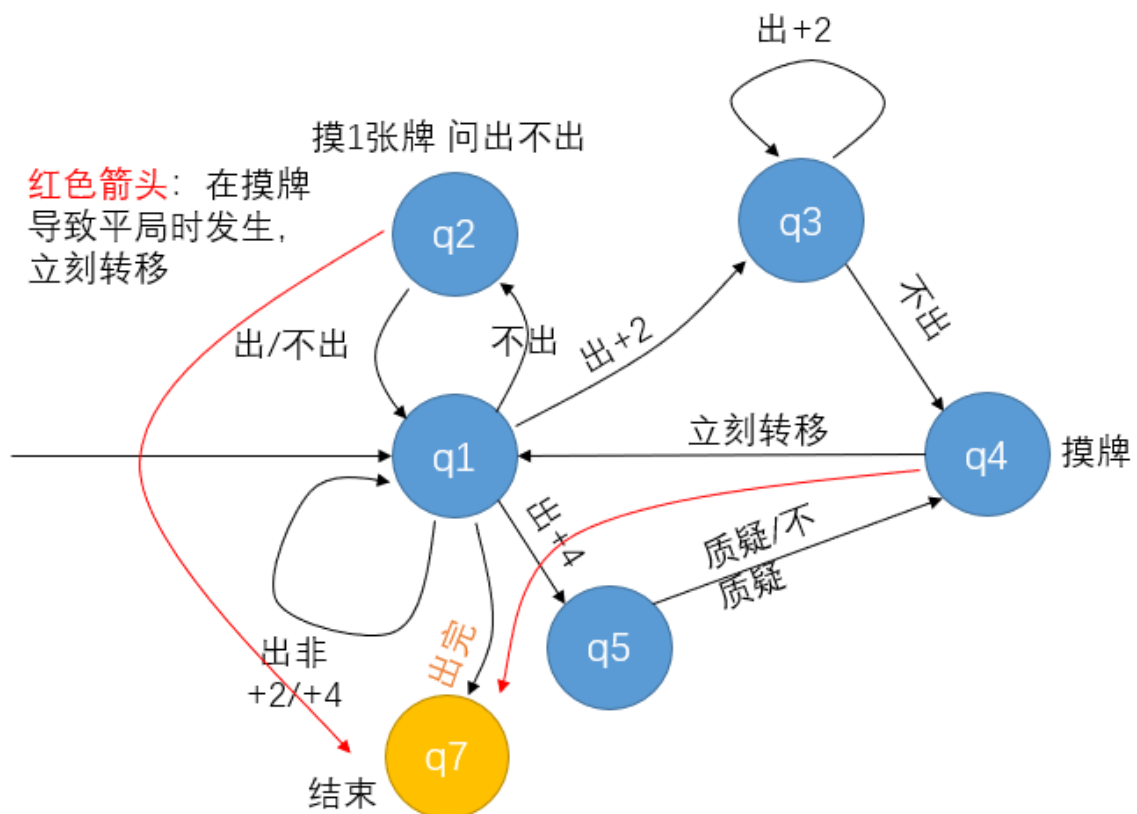 出+2
摸1张牌 问出不出
红色箭头：在摸牌
导致平局时发生，
立刻转移
q2
q3
出/不出
不出
出+2
不出
立刻转移
q1
q4
摸牌
出+4
质疑/不
质疑
出非
+2/+4
出完
q5
q7
结束